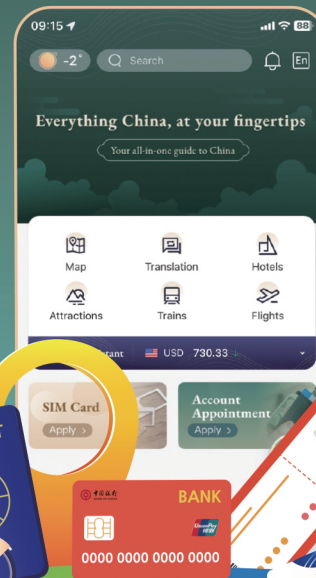 09:15
88
-2°
Search
En
Everything China, at your fingertips
Your all-in-one guide to China
Map
Translation
Hotels
Attractions
Trains
Flights
tant
USD 730.33
SIM Card
Apply >
Account
Appointment
Apply >
中国银行
BANK
UnionPay
银联
0000 0000 0000 0000